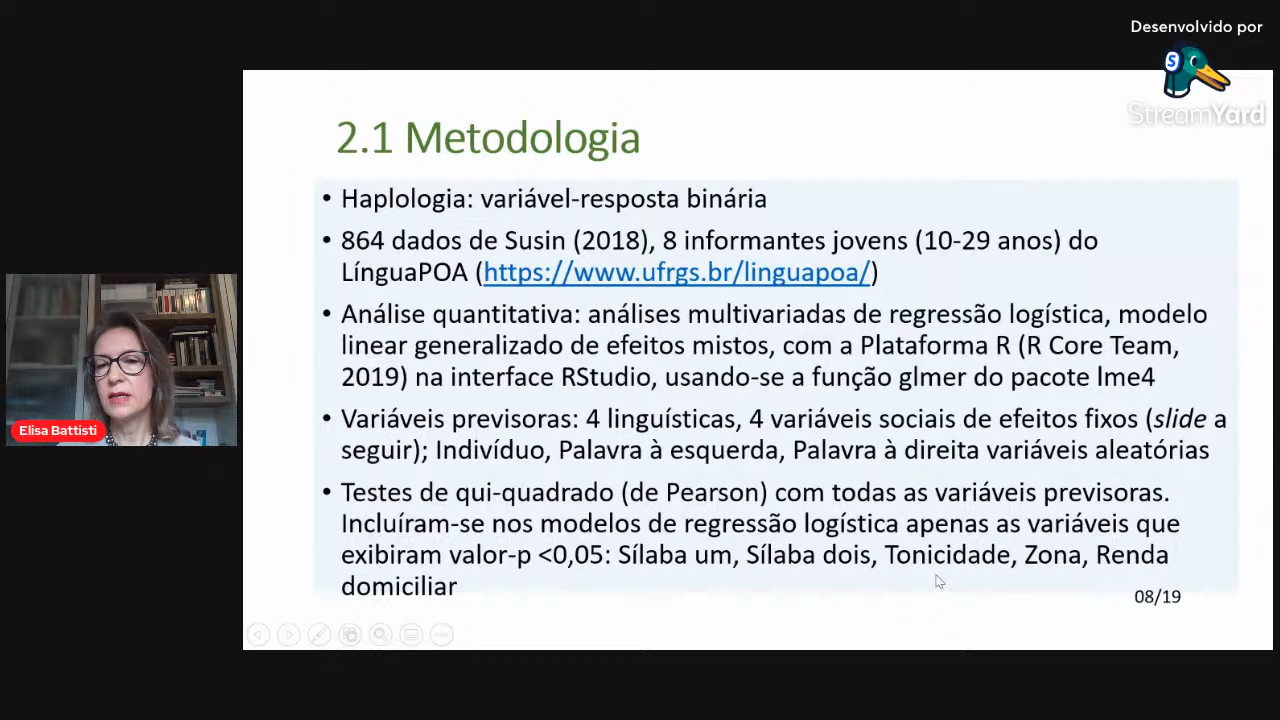 Desenvolvido por
StreamYard
2.1 Metodologia
• Haplologia: variável-resposta binária
• 864 dados de Susin (2018), 8 informantes jovens (10-29 anos) do
LínguaPOA (https://www.ufrgs.br/linguapoa/)
• Análise quantitativa: análises multivariadas de regressão logística, modelo
linear generalizado de efeitos mistos, com a Plataforma R (R Core Team,
2019) na interface RStudio, usando-se a função glmer do pacote lme4
• Variáveis previsoras: 4 linguísticas, 4 variáveis sociais de efeitos fixos (slide a
seguir); Indivíduo, Palavra à esquerda, Palavra à direita variáveis aleatórias
• Testes de qui-quadrado (de Pearson) com todas as variáveis previsoras.
Incluíram-se nos modelos de regressão logística apenas as variáveis que
exibiram valor-p <0,05: Sílaba um, Sílaba dois, Tonicidade, Zona, Renda
domiciliar
08/19
Elisa Battisti